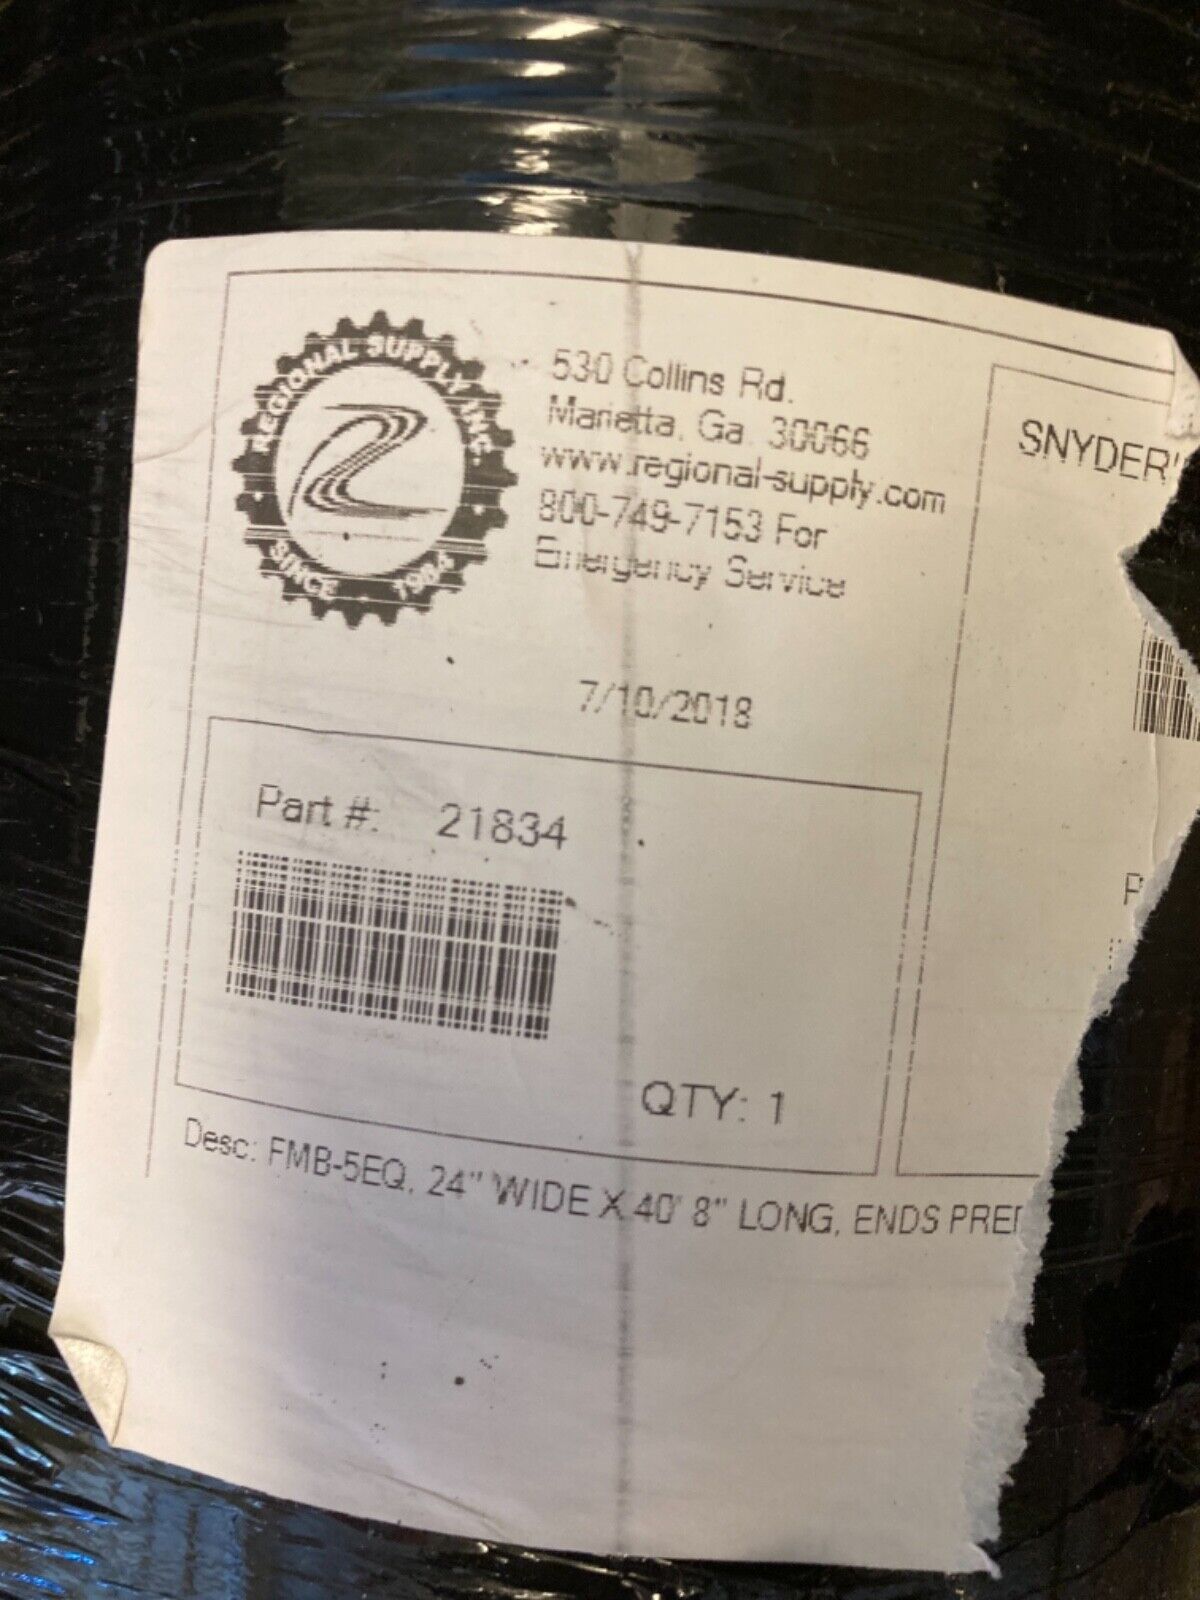 REGIONAL SUPPLY INC.
SINCE 1984
530 Collins Rd.
Marietta, Ga. 30066
www.regional-supply.com
800-749-7153 For
Emergency Service
7/10/2018
SNYDER'
Part #: 21834
QTY: 1
Desc: FMB-5EQ, 24" WIDE X 40' 8" LONG, ENDS PRE